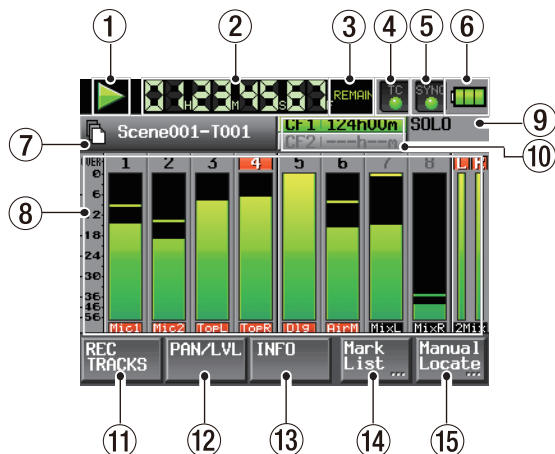 1 2 3 4 5 6
01H23M45S67F REMAIN TC SYNC
7 Scene001-T001 CF1 124h00m SOLO 9
CF2 ---h--m 10
OVER 1 2 3 4 5 6 7 8 L R
0
6
8 12
18
24
30
36
46
56
Mic1 Mic2 TopL TopR Dlg AirM MixL MixR 2Mix
REC TRACKS PAN/LVL INFO Mark List ... Manual Locate ...
11 12 13 14 15